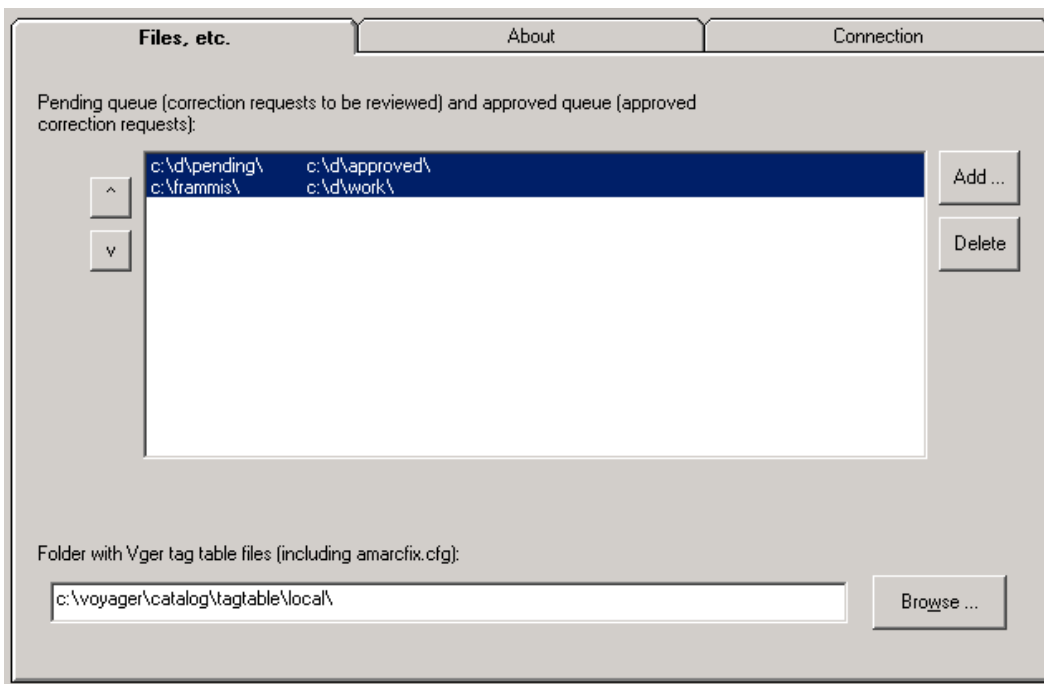 Files, etc. About Connection
Pending queue (correction requests to be reviewed) and approved queue (approved
correction requests):
c:\d\pending\ c:\d\approved\
c:\frammis\ c:\d\work\
^
v
Add ...
Delete
Folder with Vger tag table files (including amarcfix.cfg):
c:\voyager\catalog\tagtable\local\
Browse ...